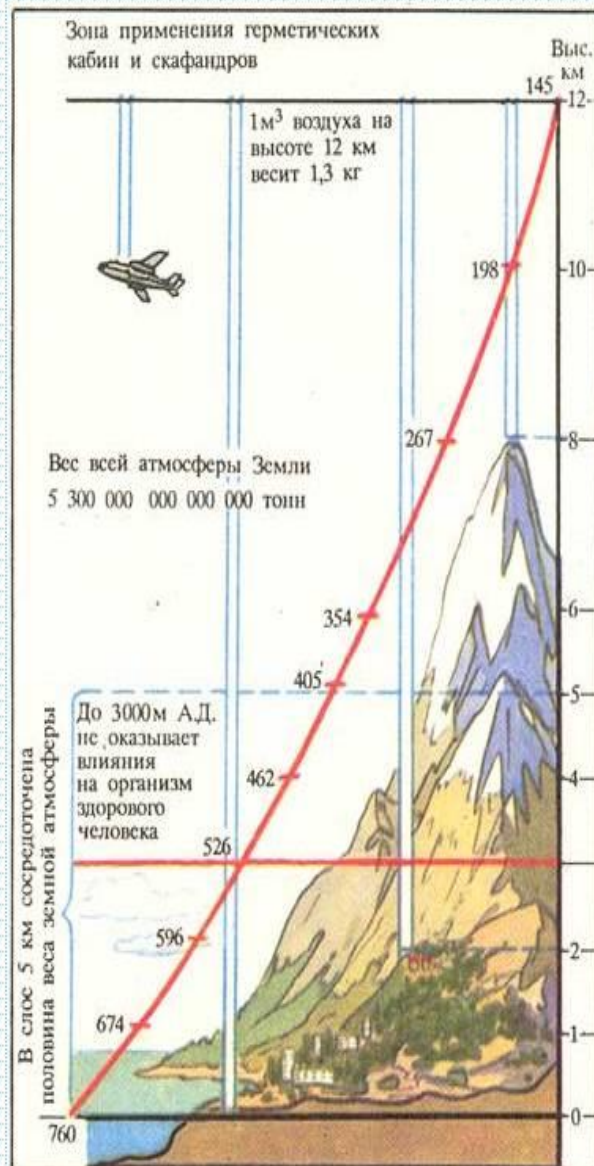 Зона применения герметических
кабин и скафандров
Выс.
км
145
12
1м³ воздуха на
высоте 12 км
весит 1,3 кг
198
10
267
8
Вес всей атмосферы Земли
5 300 000 000 000 000 тонн
354
6
405
5
До 3000м А.Д.
не оказывает
влияния
на организм
здорового
человека
462
4
526
596
2
674
1
0
760
В слое 5 км сосредоточена
половина веса земной атмосферы